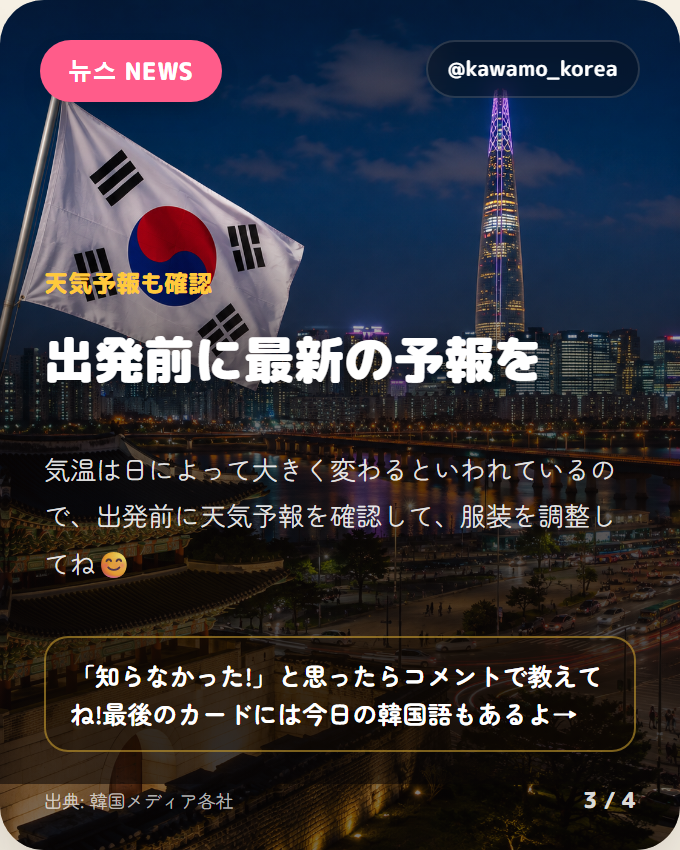 뉴스 NEWS
@kawamo_korea
天気予報も確認
出発前に最新の予報を
気温は日によって大きく変わるといわれているの
で、出発前に天気予報を確認して、服装を調整し
てね😊
「知らなかった!」と思ったらコメントで教えて
ね!最後のカードには今日の韓国語もあるよ→
出典: 韓国メディア各社
3 / 4